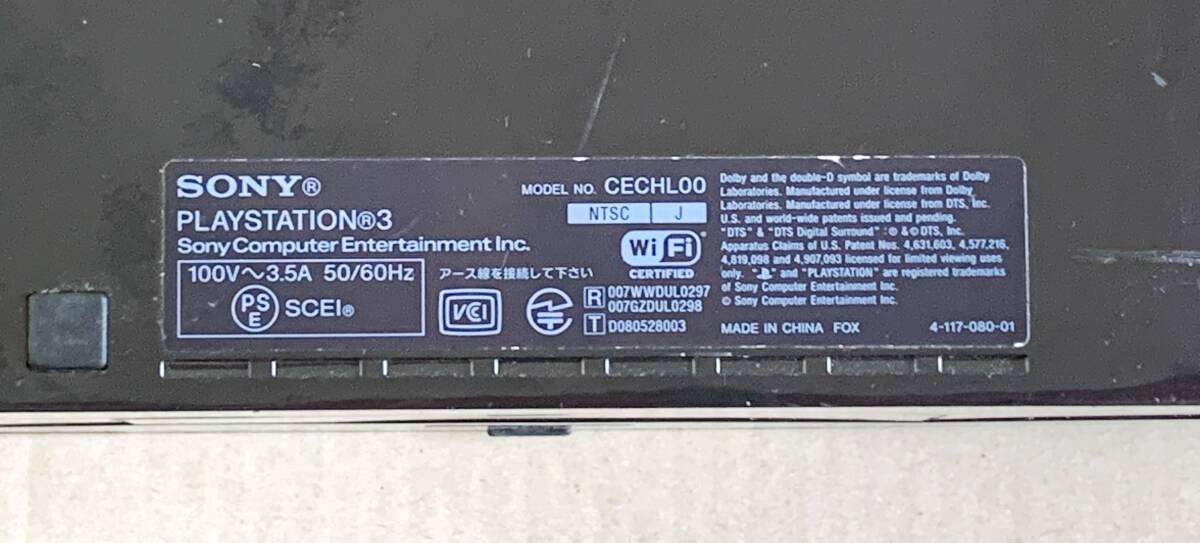 SONY®
PLAYSTATION®3
Sony Computer Entertainment Inc.
100V～3.5A 50/60Hz
PS
E
SCEI®
MODEL NO. CECHL00
NTSC J
Wi Fi®
CERTIFIED
アース線を接続して下さい
VCCI
R 007WWDUL0297
007GZDUL0298
T D080528003
Dolby and the double-D symbol are trademarks of Dolby
Laboratories. Manufactured under license from Dolby
Laboratories. Manufactured under license from DTS, Inc.
U.S. and world-wide patents issued and pending.
"DTS" & "DTS Digital Surround" :® & © DTS, Inc.
Apparatus Claims of U.S. Patent Nos. 4,631,603, 4,577,216,
4,819,098 and 4,907,093 licensed for limited viewing uses
only. " " and "PLAYSTATION" are registered trademarks
of Sony Computer Entertainment Inc.
© Sony Computer Entertainment Inc.
MADE IN CHINA FOX
4-117-080-01